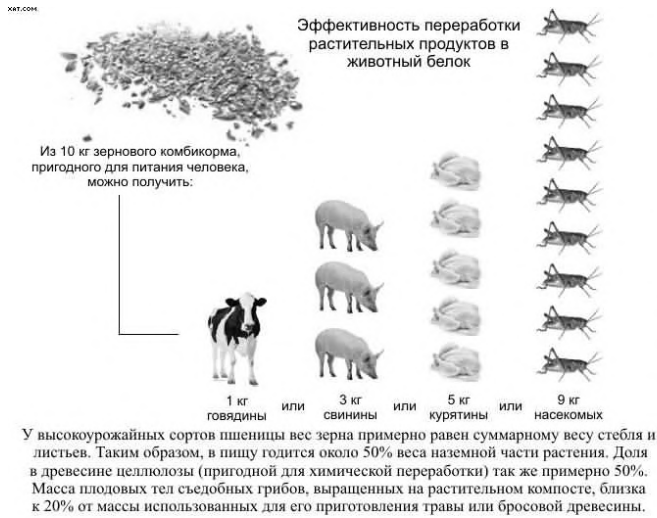 XAT.COM.
Эффективность переработки
растительных продуктов в
животный белок
Из 10 кг зернового комбикорма,
пригодного для питания человека,
можно получить:
1 кг
говядины
или
3 кг
свинины
или
5 кг
курятины
или
9 кг
насекомых
У высокоурожайных сортов пшеницы вес зерна примерно равен суммарному весу стебля и
листьев. Таким образом, в пищу годится около 50% веса наземной части растения. Доля
в древесине целлюлозы (пригодной для химической переработки) так же примерно 50%.
Масса плодовых тел съедобных грибов, выращенных на растительном компосте, близка
к 20% от массы использованных для его приготовления травы или бросовой древесины.